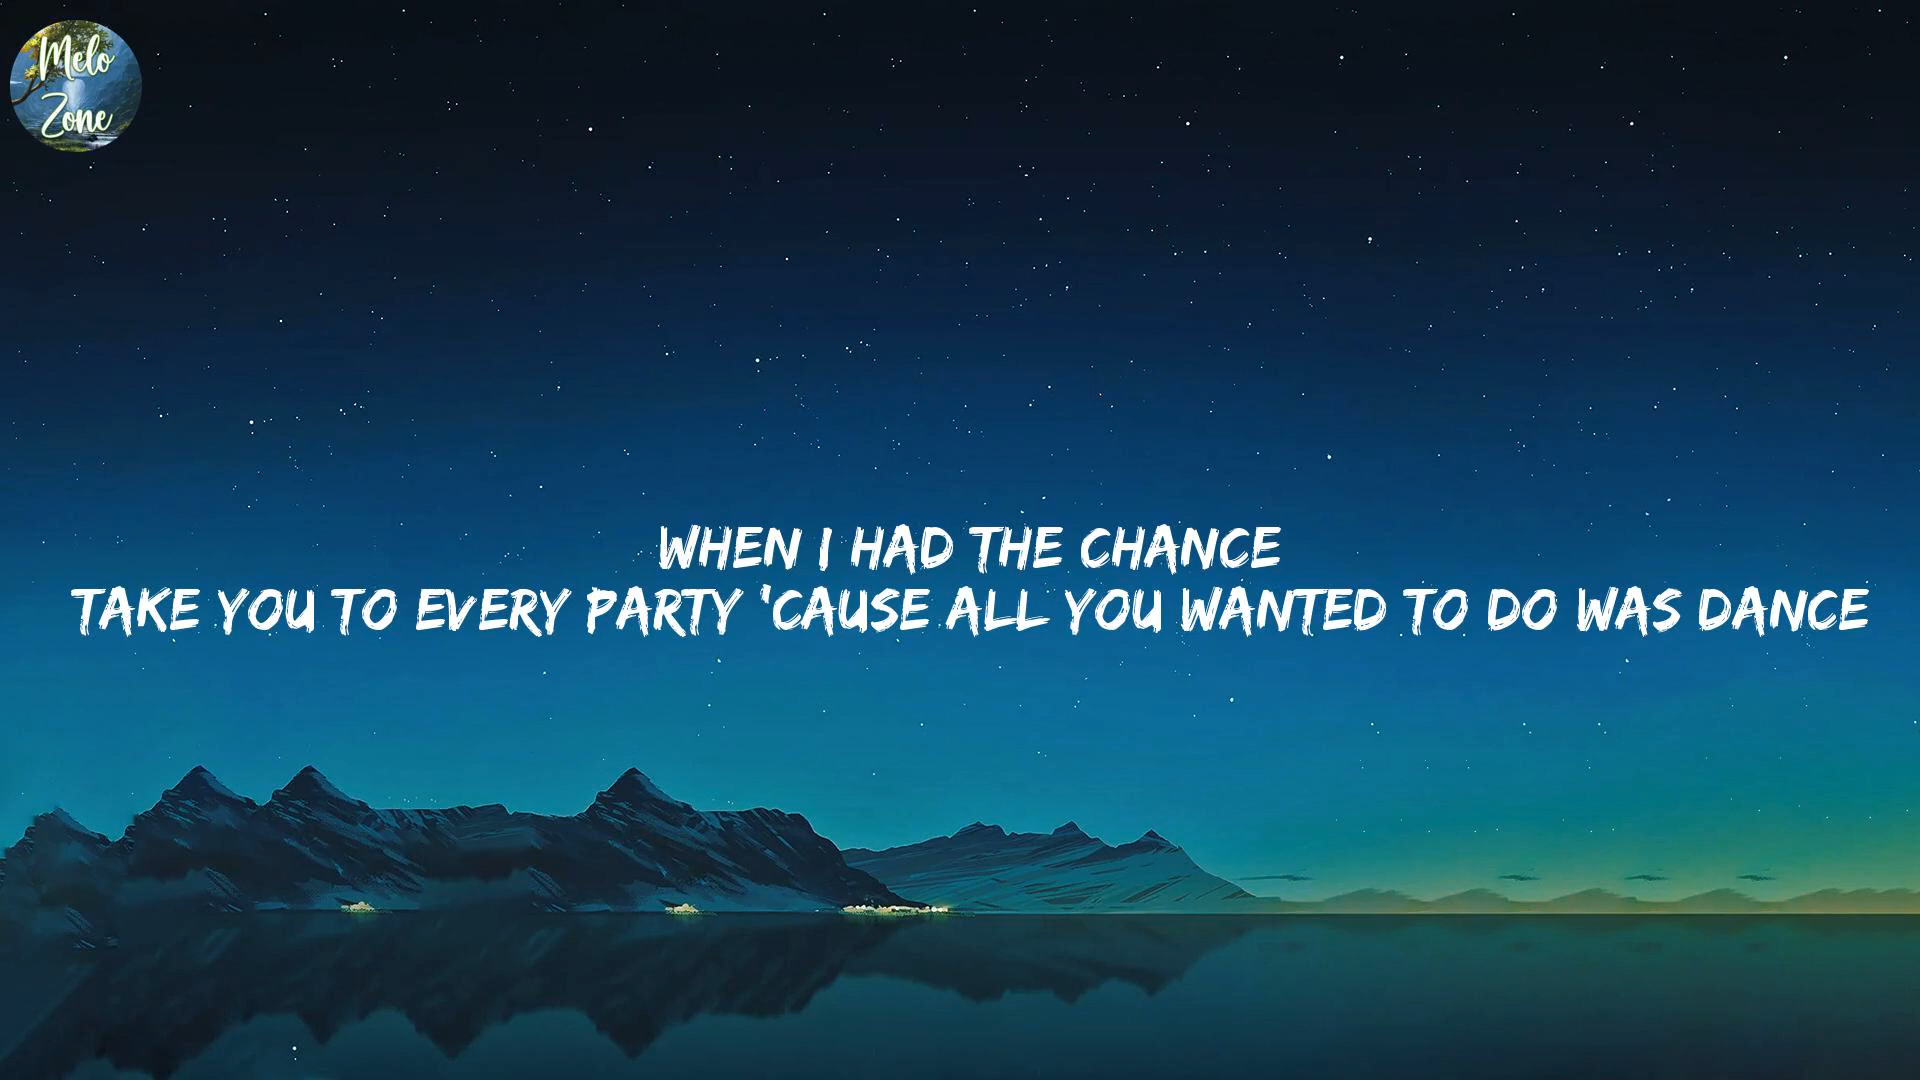 Melo
Zone
WHEN I HAD THE CHANCE
TAKE YOU TO EVERY PARTY 'CAUSE ALL YOU WANTED TO DO WAS DANCE